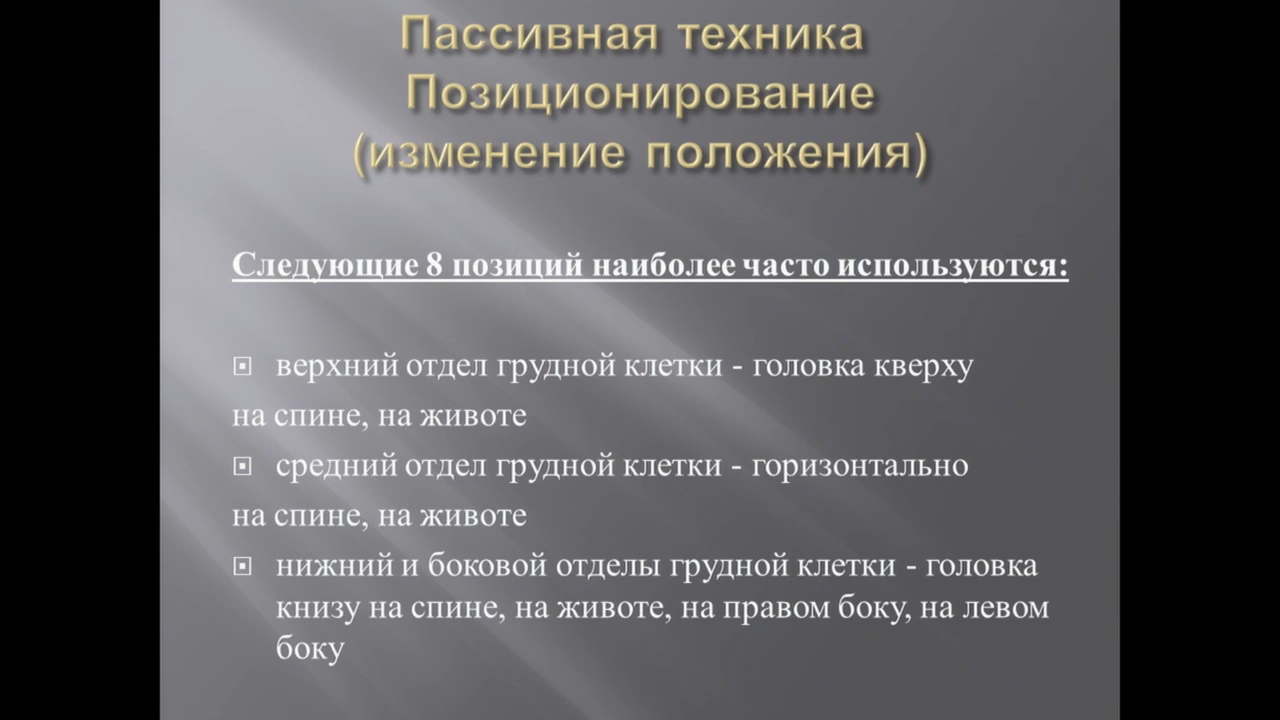 Пассивная техника
Позиционирование
(изменение положения)
Следующие 8 позиций наиболее часто используются:
верхний отдел грудной клетки - головка кверху
на спине, на животе
средний отдел грудной клетки - горизонтально
на спине, на животе
нижний и боковой отделы грудной клетки - головка
книзу на спине, на животе, на правом боку, на левом
боку